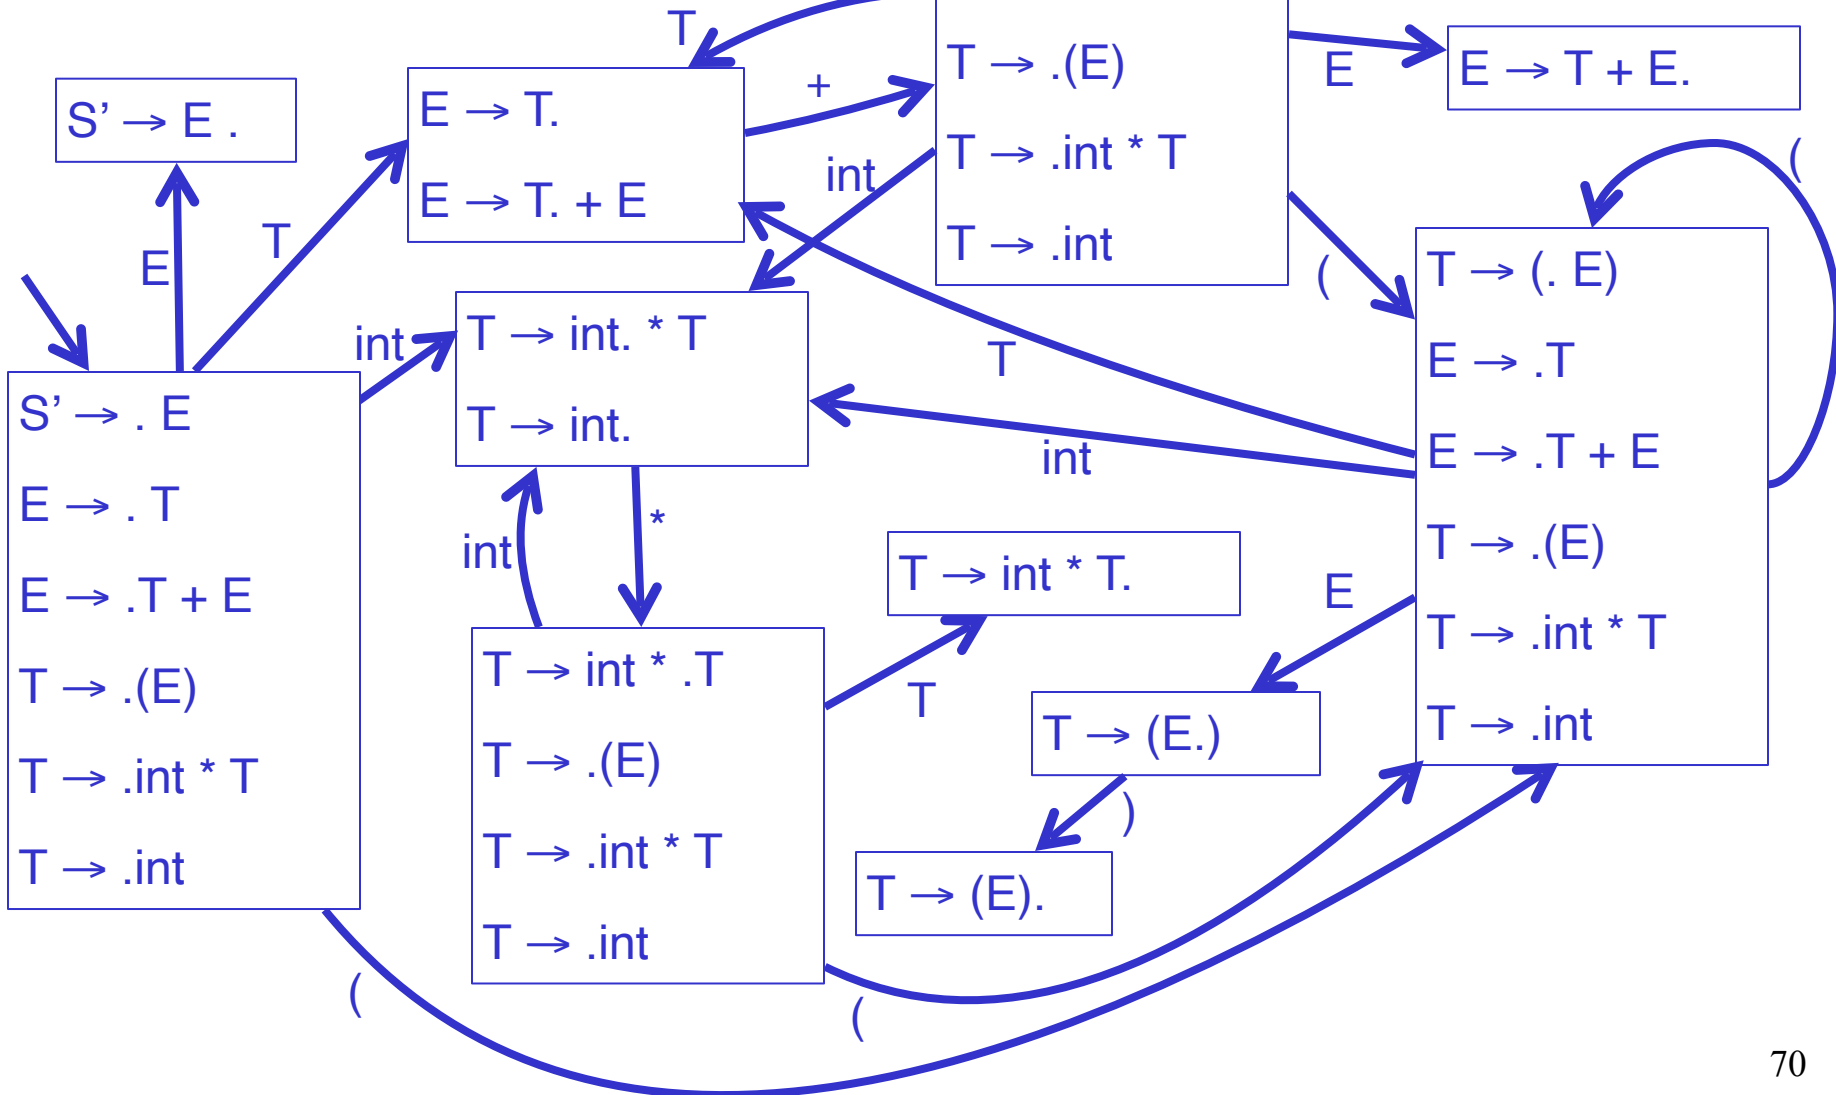 T
T → .(E)
T → .int * T
T → .int
E
E → T + E.
S’ → E .
E → T.
E → T. + E
+
int
(
(
E
T
int
T → int. * T
T → int.
T
int
T → (. E)
E → .T
E → .T + E
T → .(E)
T → .int * T
T → .int
S’ → . E
E → . T
E → .T + E
T → .(E)
T → .int * T
T → .int
int
*
T → int * .T
T → .(E)
T → .int * T
T → .int
T → int * T.
T
E
T → (E.)
)
T → (E).
(
(
70